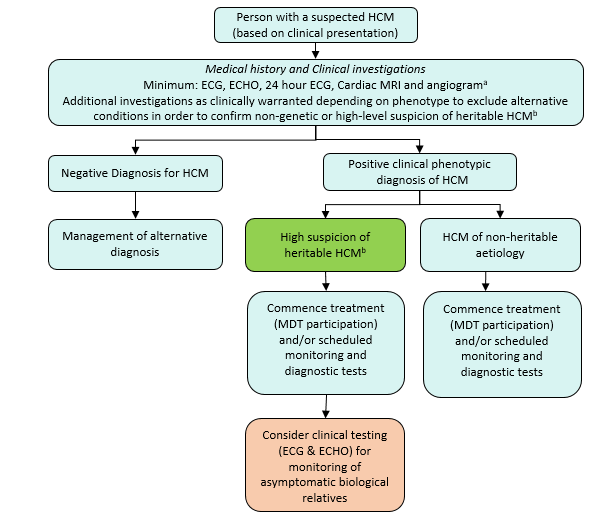 Person with a suspected HCM
(based on clinical presentation)
Medical history and Clinical investigations
Minimum: ECG, ECHO, 24 hour ECG, Cardiac MRI and angiogramᵃ
Additional investigations as clinically warranted depending on phenotype to exclude alternative
conditions in order to confirm non-genetic or high-level suspicion of heritable HCMᵇ
Negative Diagnosis for HCM
Positive clinical phenotypic
diagnosis of HCM
Management of alternative
diagnosis
High suspicion of
heritable HCMᵇ
HCM of non-heritable
aetiology
Commence treatment
(MDT participation)
and/or scheduled
monitoring and
diagnostic tests
Commence treatment
(MDT participation)
and/or scheduled
monitoring and
diagnostic tests
Consider clinical testing
(ECG & ECHO) for
monitoring of
asymptomatic biological
relatives